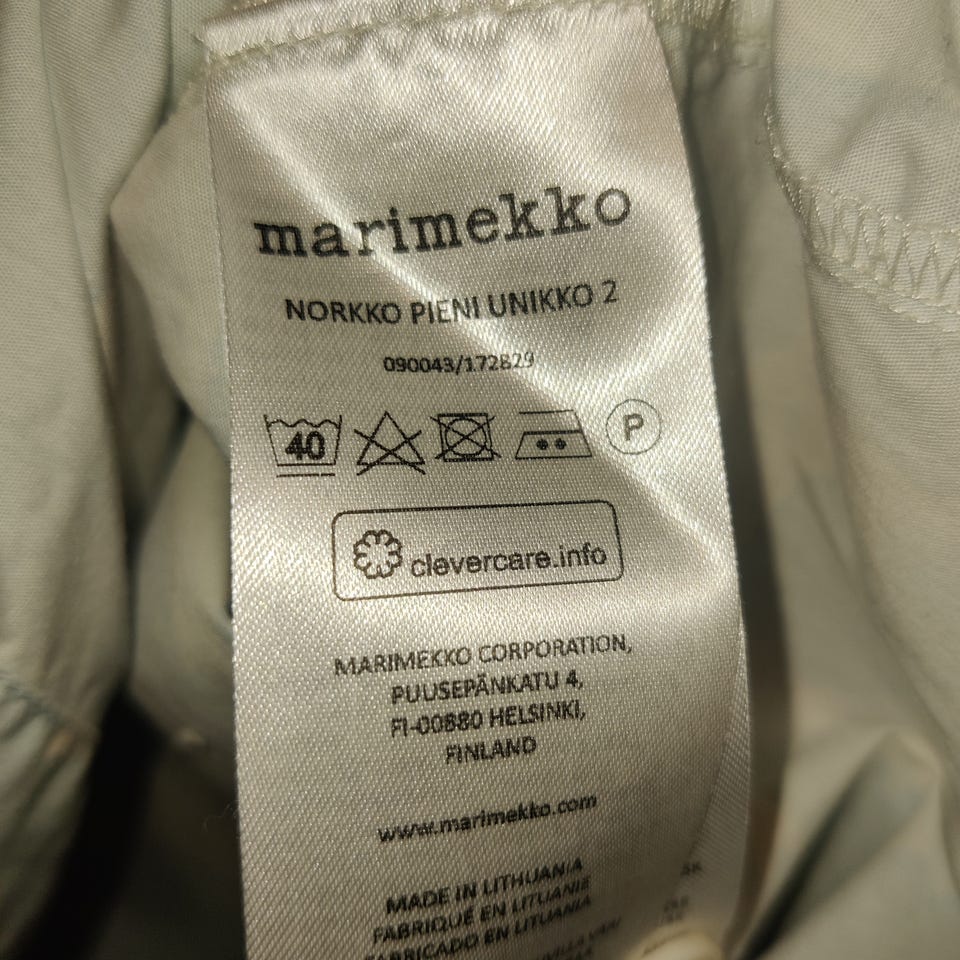 marimekko
NORKKO PIENI UNIKKO 2
090043/172829
40
P
clevercare.info
MARIMEKKO CORPORATION,
PUUSEPÄNKATU 4,
FI-00880 HELSINKI,
FINLAND
www.marimekko.com
MADE IN LITHUANIA
FABRIQUÉ EN LITUANIE
FABRICADO EN LITUANIA